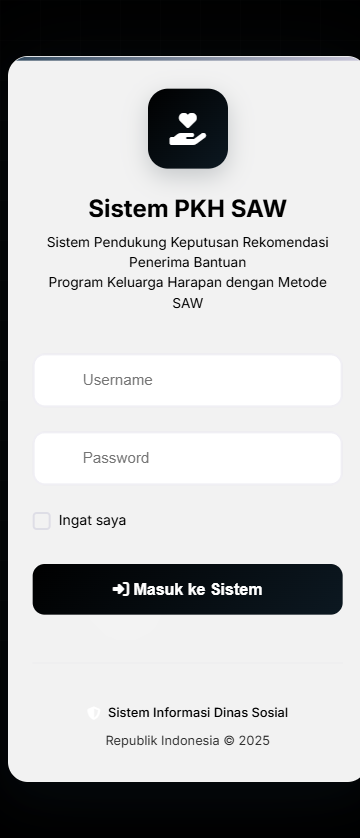 Sistem PKH SAW
Sistem Pendukung Keputusan Rekomendasi
Penerima Bantuan
Program Keluarga Harapan dengan Metode
SAW
Username
Password
Ingat saya
Masuk ke Sistem
Sistem Informasi Dinas Sosial
Republik Indonesia © 2025